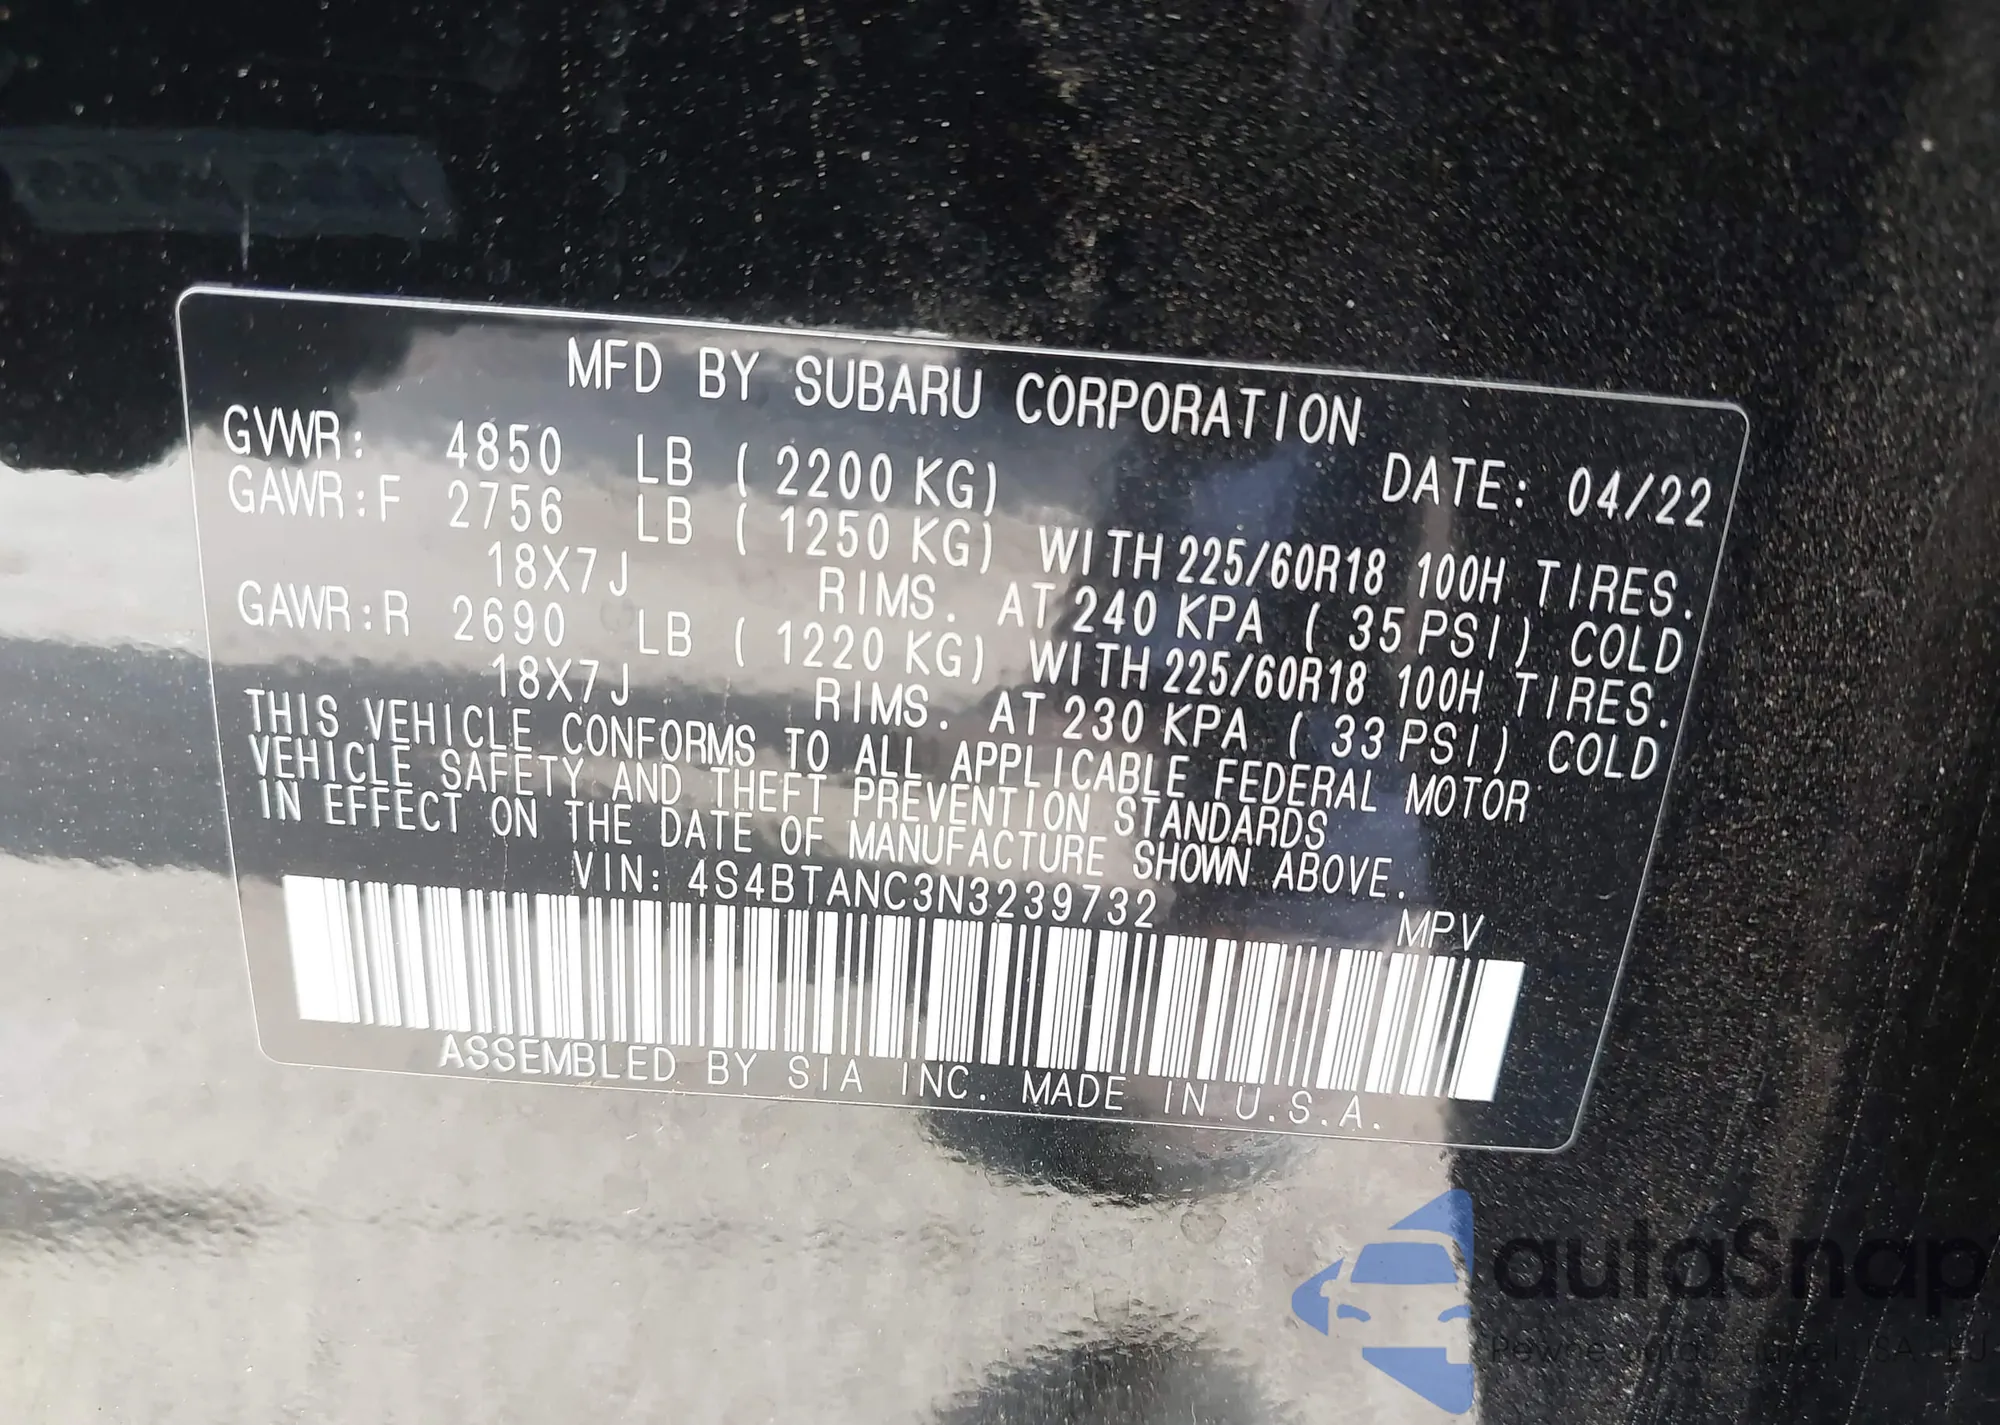 MFD BY SUBARU CORPORATION
GVWR: 4850 LB ( 2200 KG) DATE: 04/22
GAWR:F 2756 LB ( 1250 KG) WITH 225/60R18 100H TIRES.
18X7J RIMS. AT 240 KPA ( 35 PSI) COLD
GAWR:R 2690 LB ( 1220 KG) WITH 225/60R18 100H TIRES.
18X7J RIMS. AT 230 KPA ( 33 PSI) COLD
THIS VEHICLE CONFORMS TO ALL APPLICABLE FEDERAL MOTOR
VEHICLE SAFETY AND THEFT PREVENTION STANDARDS
IN EFFECT ON THE DATE OF MANUFACTURE SHOWN ABOVE.
VIN: 4S4BTANC3N3239732 MPV
ASSEMBLED BY SIA INC. MADE IN U.S.A.
autaSnap
Pewne USA